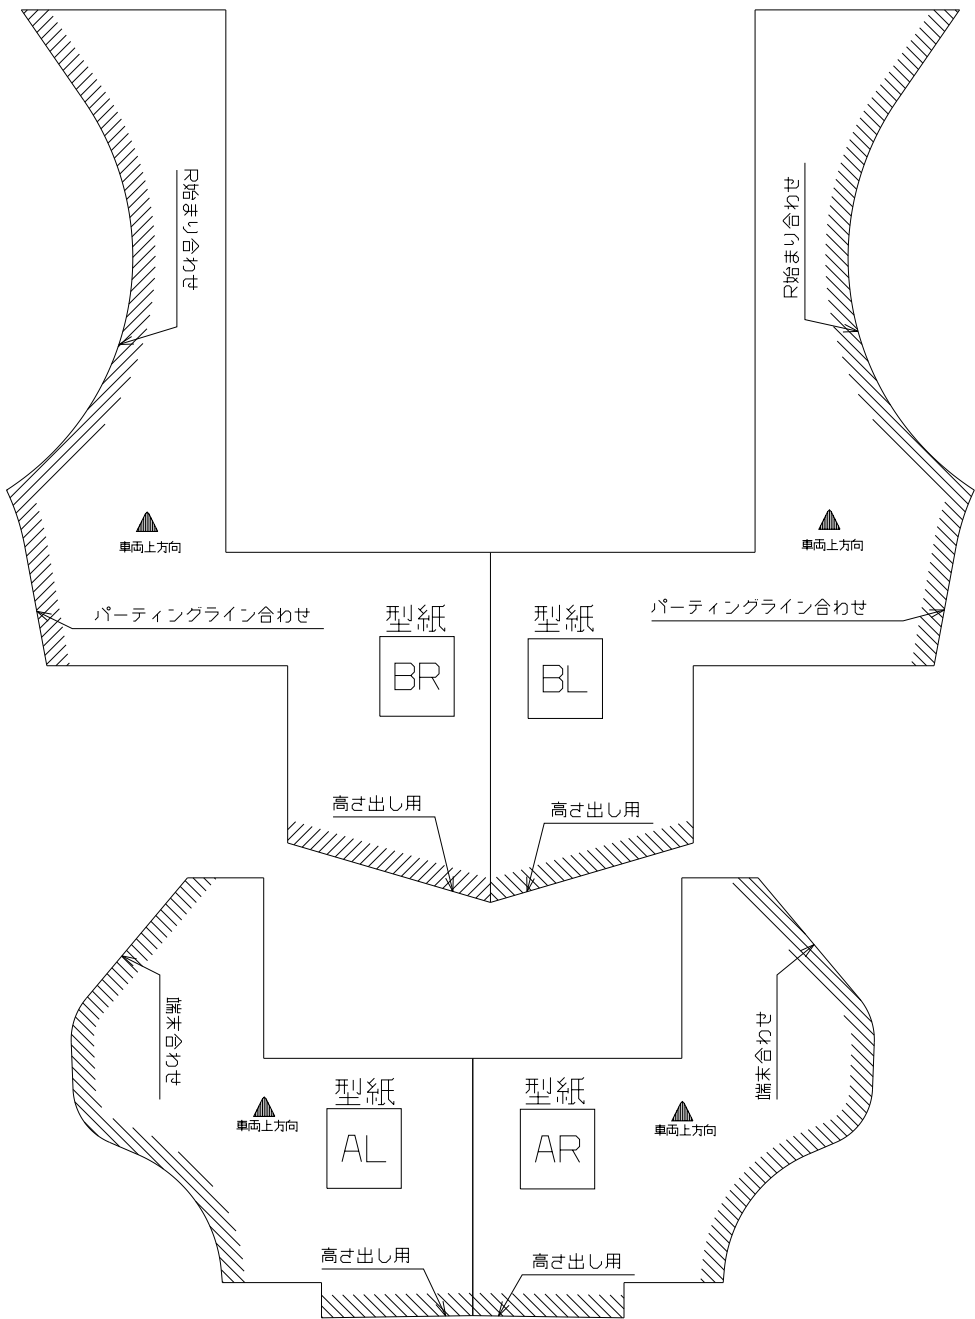 R始まり合わせ
R始まり合わせ
車両上方向
車両上方向
パーティングライン合わせ
パーティングライン合わせ
型紙
BR
型紙
BL
高さ出し用
高さ出し用
端末合わせ
端末合わせ
型紙
AL
型紙
AR
車両上方向
車両上方向
高さ出し用
高さ出し用